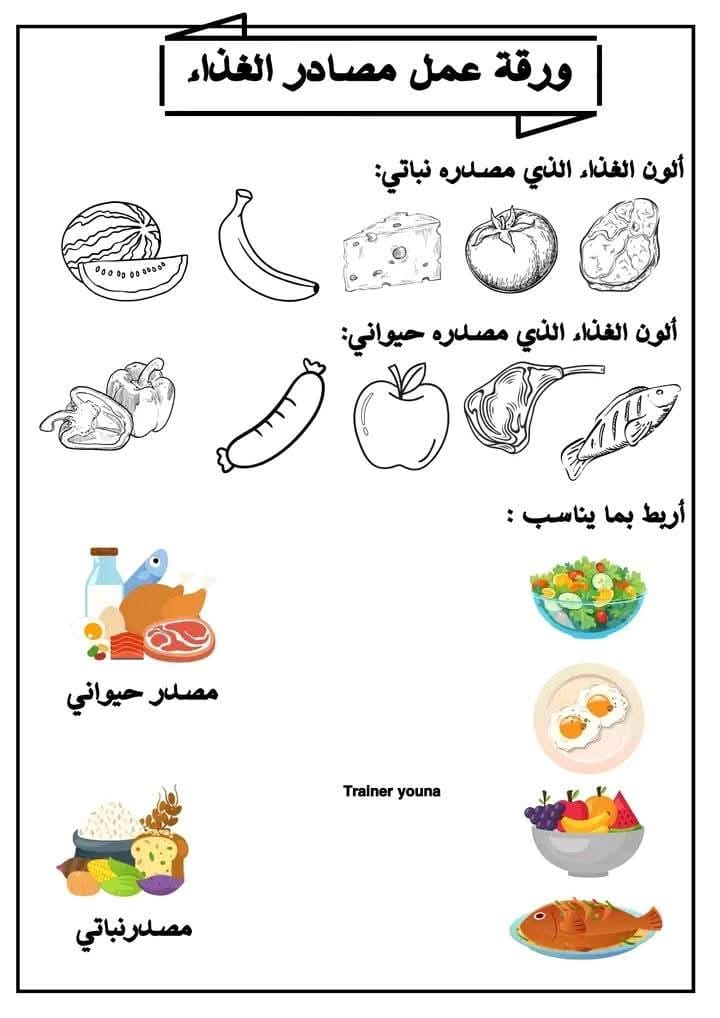 ورقة عمل مصادر الغذاء
ألون الغذاء الذي مصدره نباتي:
ألون الغذاء الذي مصدره حيواني:
أربط بما يناسب :
مصدر حيواني
Trainer youna
مصدرنباتي